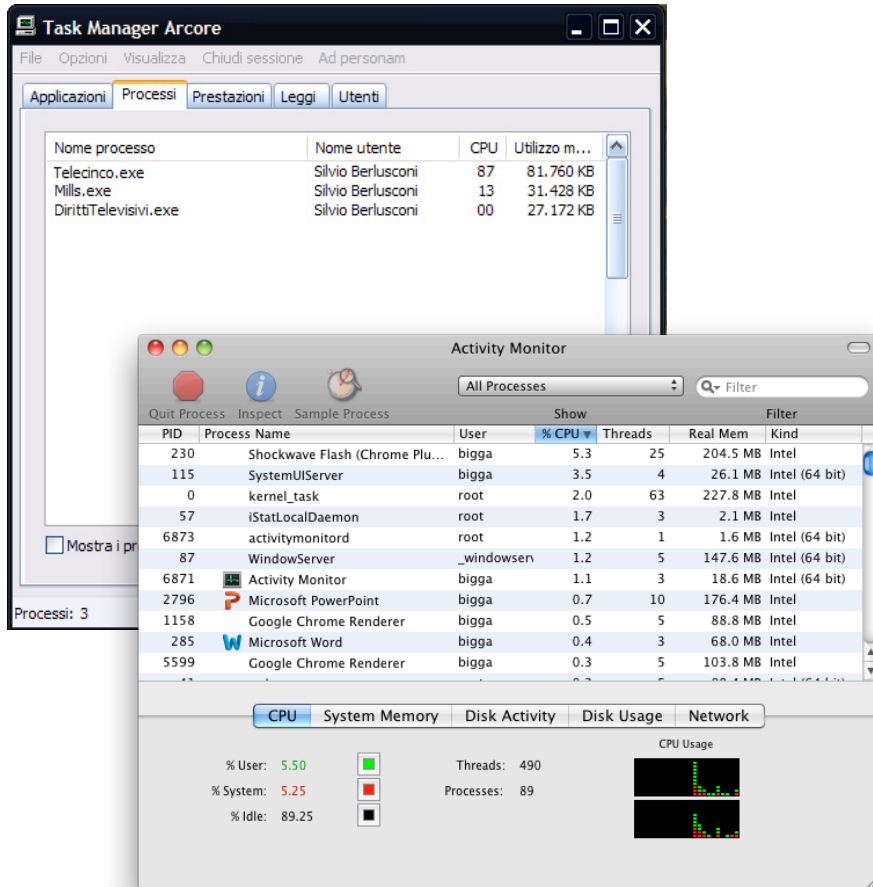 Task Manager Arcore
File Opzioni Visualizza Chiudi sessione Ad personam
Applicazioni Processi Prestazioni Leggi Utenti
Nome processo Nome utente CPU Utilizzo m...
Telecinco.exe Silvio Berlusconi 87 81.760 KB
Mills.exe Silvio Berlusconi 13 31.428 KB
DirittiTelevisivi.exe Silvio Berlusconi 00 27.172 KB
Mostra i pr
Processi: 3
Activity Monitor
All Processes Filter
Quit Process Inspect Sample Process Show Filter
PID Process Name User % CPU Threads Real Mem Kind
230 Shockwave Flash (Chrome Plu... bigga 5.3 25 204.5 MB Intel
115 SystemUIServer bigga 3.5 4 26.1 MB Intel (64 bit)
0 kernel_task root 2.0 63 227.8 MB Intel
57 iStatLocalDaemon root 1.7 3 2.1 MB Intel
6873 activitymonitord root 1.2 1 1.6 MB Intel (64 bit)
87 WindowServer _windowserv 1.2 5 147.6 MB Intel (64 bit)
6871 Activity Monitor bigga 1.1 3 18.6 MB Intel (64 bit)
2796 Microsoft PowerPoint bigga 0.7 10 176.4 MB Intel
1158 Google Chrome Renderer bigga 0.5 5 88.8 MB Intel
285 Microsoft Word bigga 0.4 3 68.0 MB Intel
5599 Google Chrome Renderer bigga 0.3 5 103.8 MB Intel
CPU System Memory Disk Activity Disk Usage Network
CPU Usage
% User: 5.50 Threads: 490
% System: 5.25 Processes: 89
% Idle: 89.25